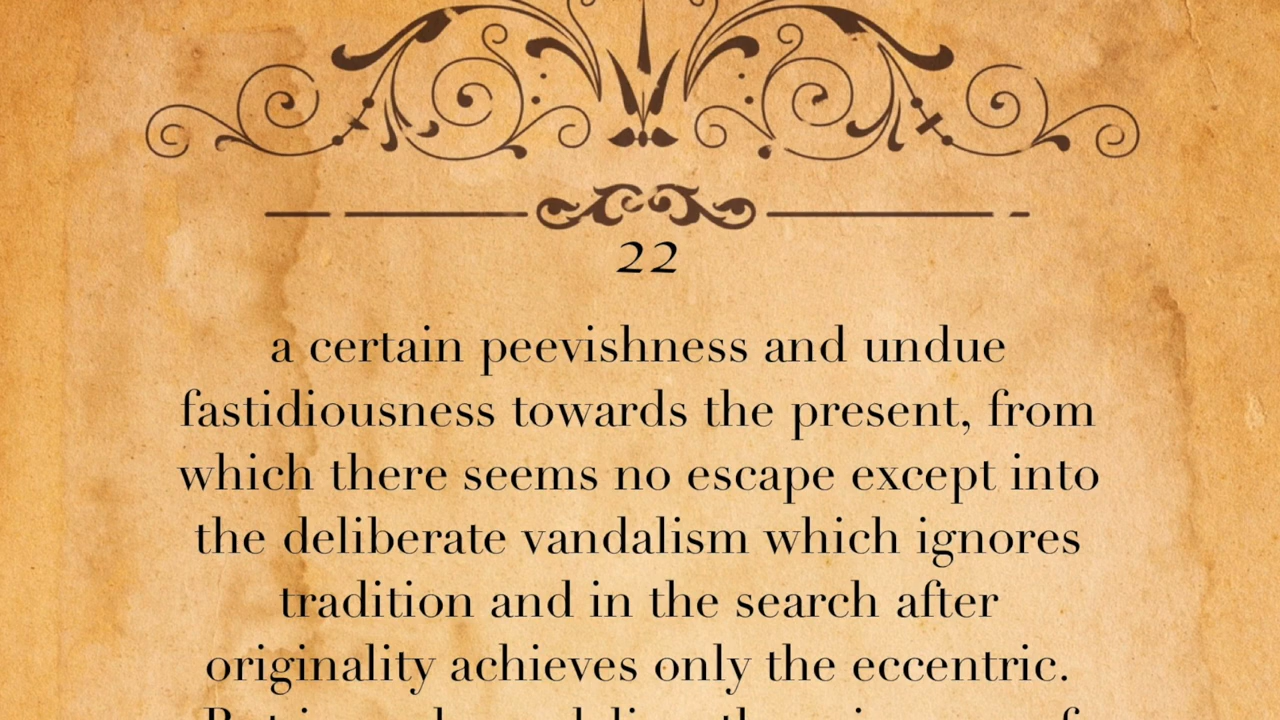 22
a certain peevishness and undue
fastidiousness towards the present, from
which there seems no escape except into
the deliberate vandalism which ignores
tradition and in the search after
originality achieves only the eccentric.